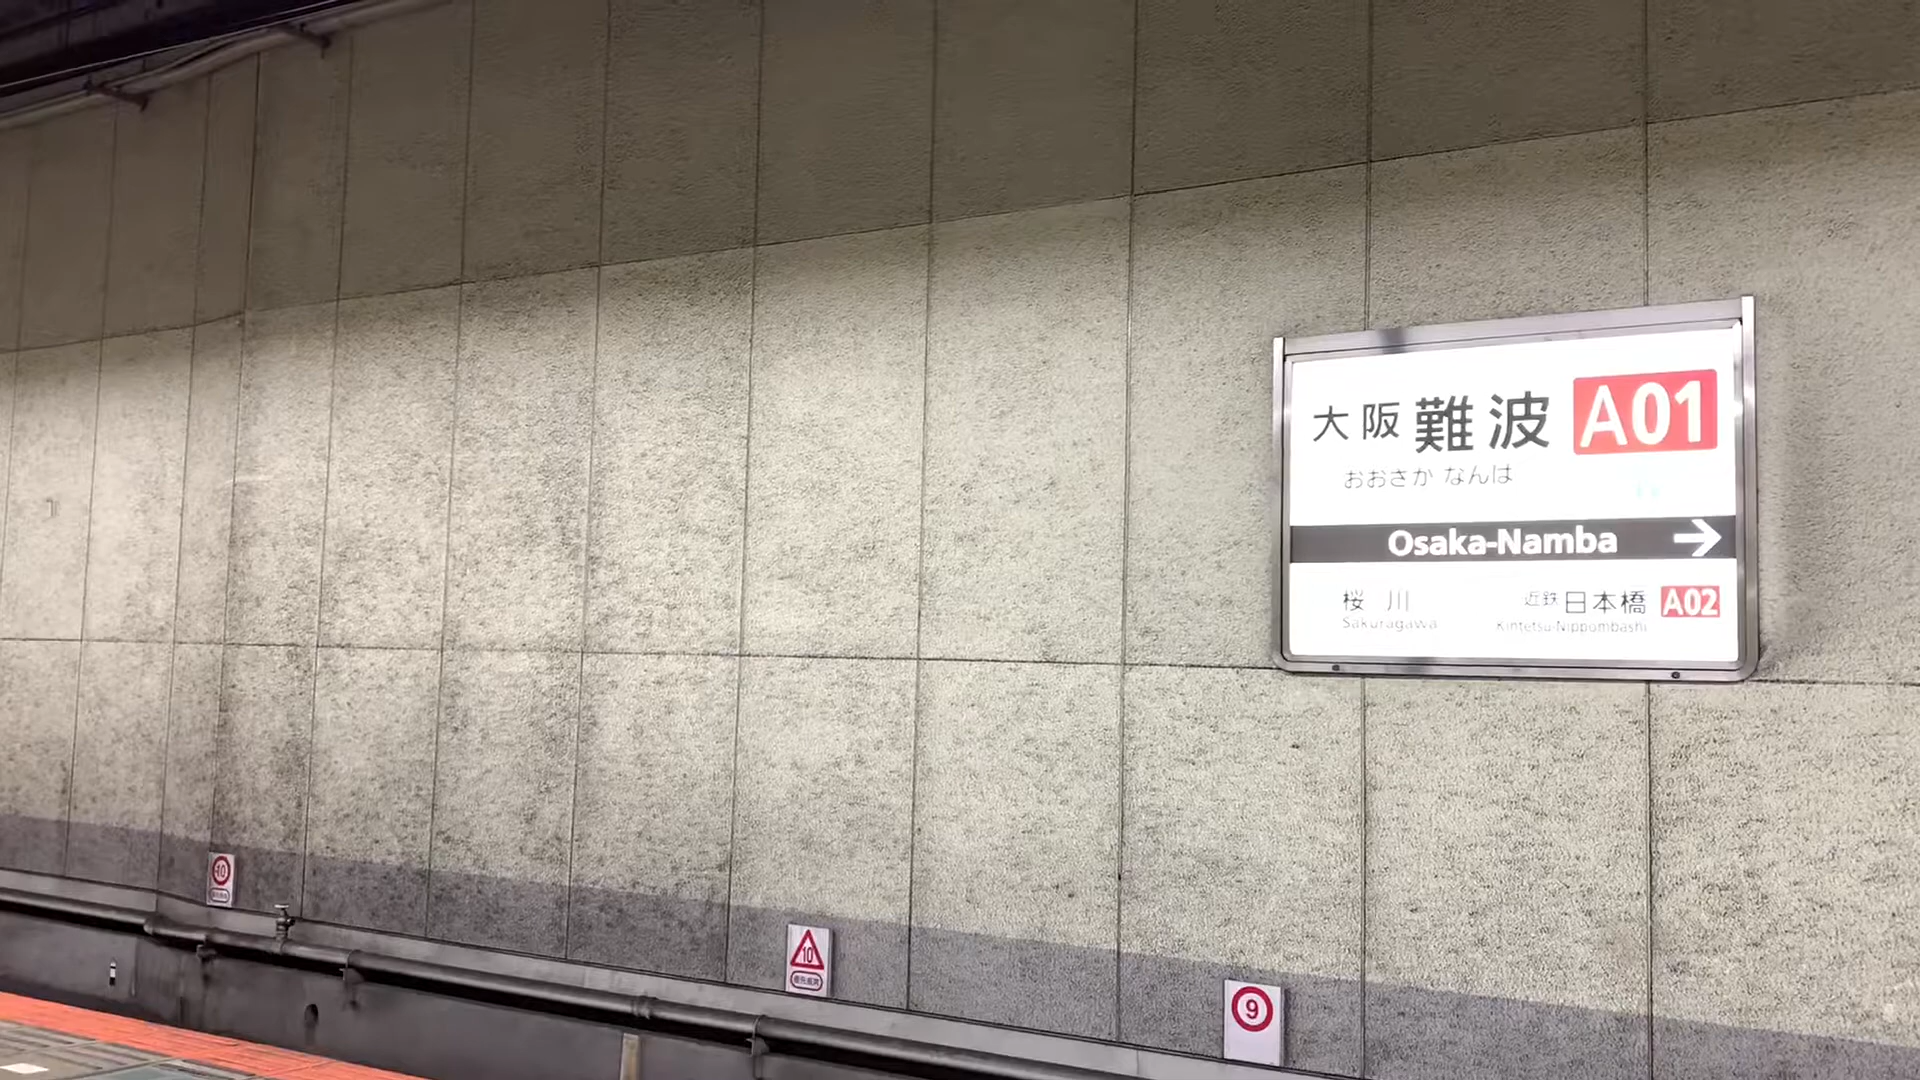 大阪難波 A01
おおさか なんば
Osaka-Namba →
桜川 近鉄日本橋 A02
Sakuragawa Kintetsu-Nippombashi
10
10
9